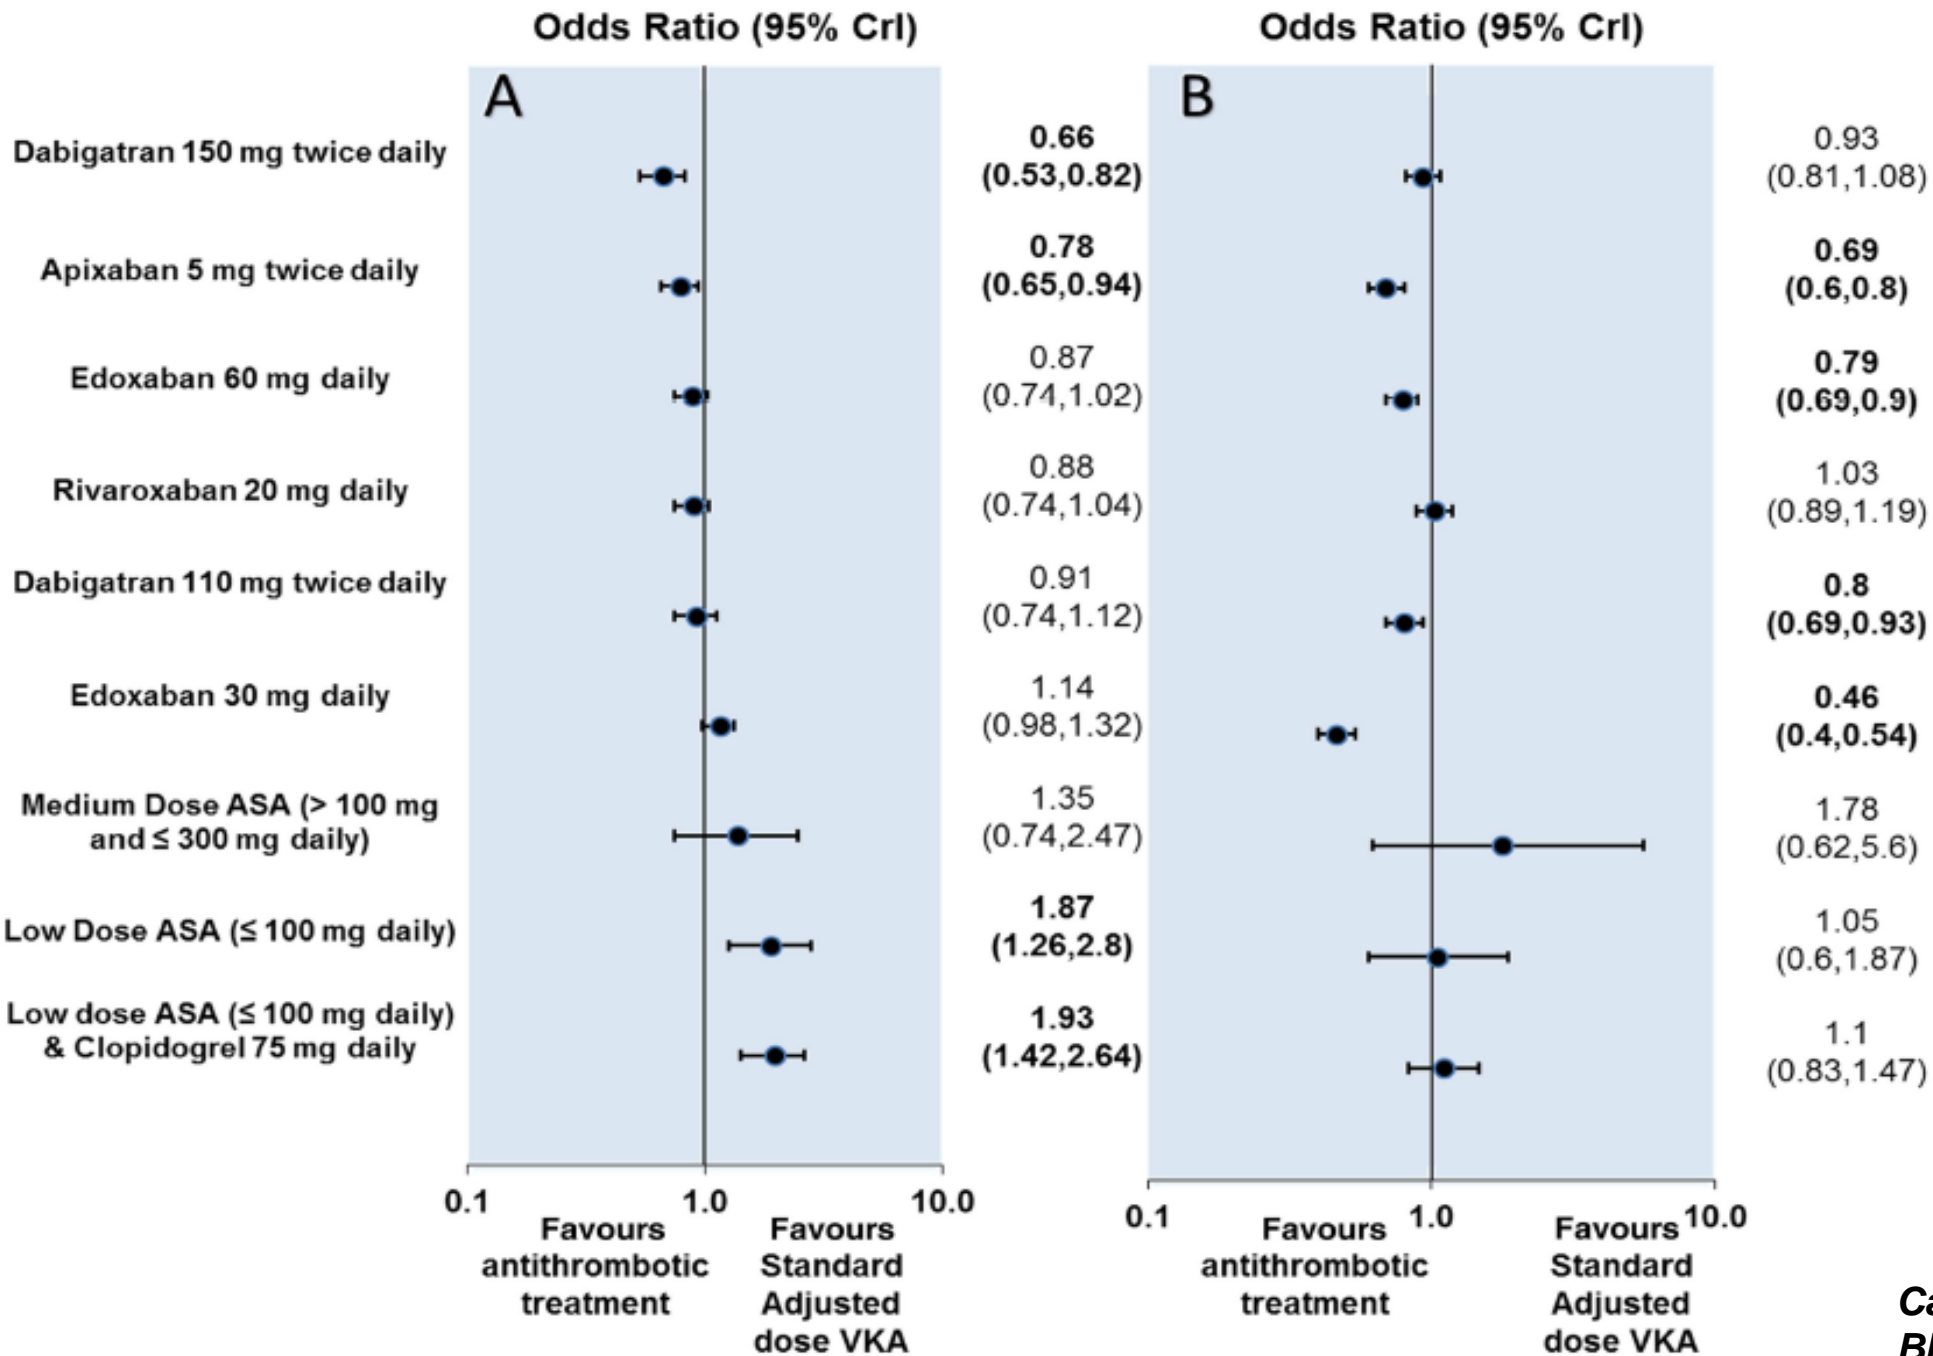 Odds Ratio (95% CrI)
Odds Ratio (95% CrI)
A
B
Dabigatran 150 mg twice daily
0.66
(0.53,0.82)
0.93
(0.81,1.08)
Apixaban 5 mg twice daily
0.78
(0.65,0.94)
0.69
(0.6,0.8)
Edoxaban 60 mg daily
0.87
(0.74,1.02)
0.79
(0.69,0.9)
Rivaroxaban 20 mg daily
0.88
(0.74,1.04)
1.03
(0.89,1.19)
Dabigatran 110 mg twice daily
0.91
(0.74,1.12)
0.8
(0.69,0.93)
Edoxaban 30 mg daily
1.14
(0.98,1.32)
0.46
(0.4,0.54)
Medium Dose ASA (> 100 mg
and ≤ 300 mg daily)
1.35
(0.74,2.47)
1.78
(0.62,5.6)
Low Dose ASA (≤ 100 mg daily)
1.87
(1.26,2.8)
1.05
(0.6,1.87)
Low dose ASA (≤ 100 mg daily)
& Clopidogrel 75 mg daily
1.93
(1.42,2.64)
1.1
(0.83,1.47)
0.1 1.0 10.0
Favours
antithrombotic
treatment
Favours
Standard
Adjusted
dose VKA
0.1 1.0 10.0
Favours
antithrombotic
treatment
Favours
Standard
Adjusted
dose VKA